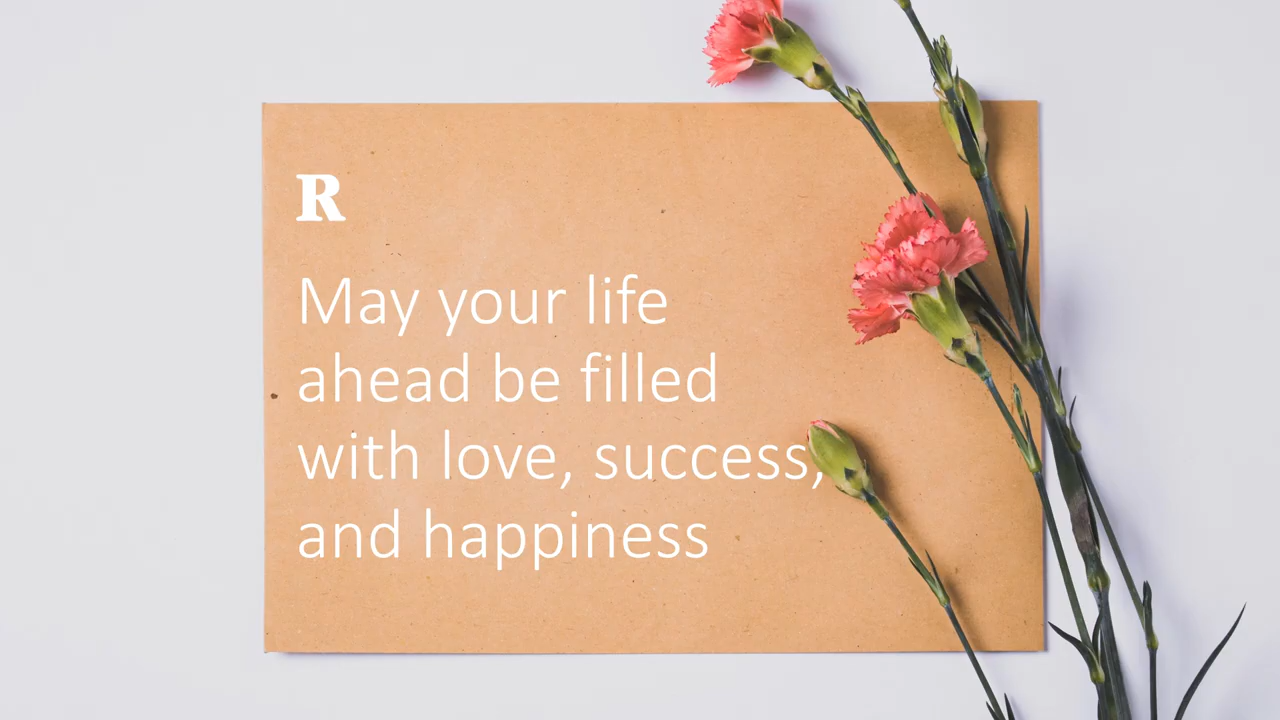 R
May your life
ahead be filled
with love, success,
and happiness